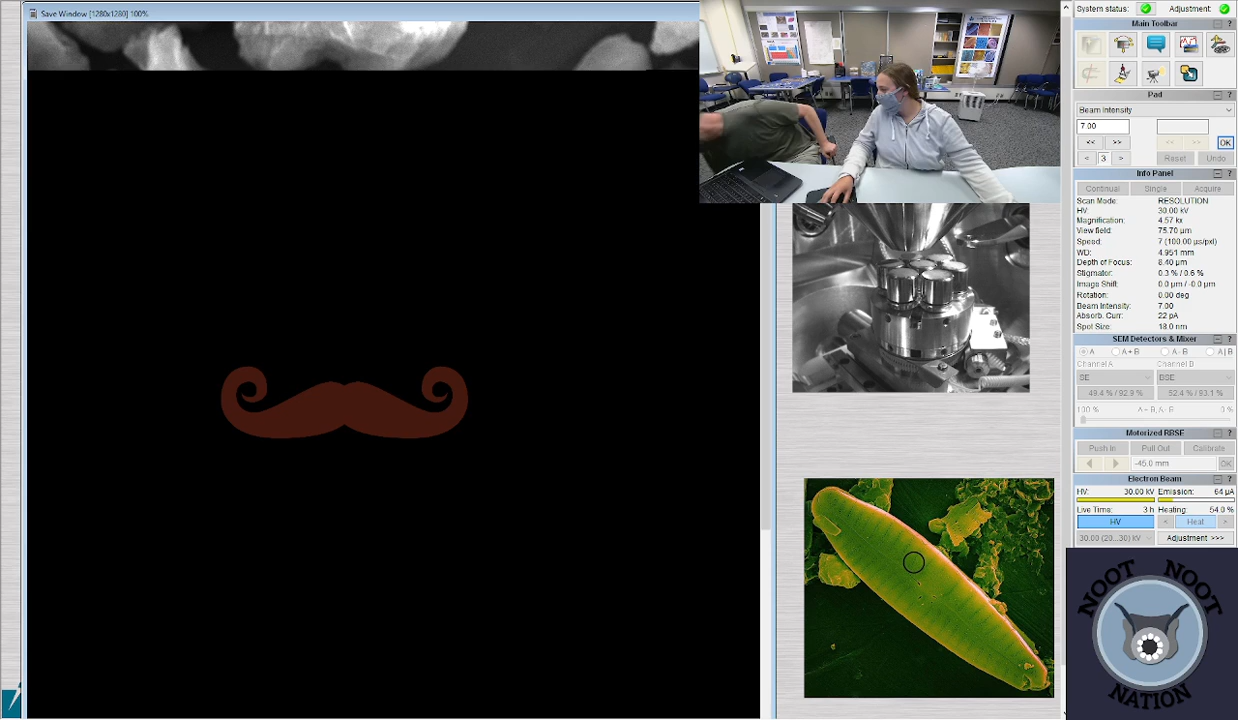 Save Window [1280x1280] 100%
System status: Adjustment:
Main Toolbar
Pad
Beam Intensity
7.00
<< >> << >> OK
< 3 > Reset Undo
Info Panel
Continual Single Acquire
Scan Mode: RESOLUTION
HV: 30.00 kV
Magnification: 4.57 kx
View field: 75.70 µm
Speed: 7 (100.00 µs/pxl)
WD: 4.951 mm
Depth of Focus: 8.40 µm
Stigmator: 0.3 % / 0.6 %
Image Shift: 0.0 µm / -0.0 µm
Rotation: 0.00 deg
Beam Intensity: 7.00
Absorb. Curr: 22 pA
Spot Size: 18.0 nm
SEM Detectors & Mixer
A A+B A-B A|B
Channel A Channel B
SE BSE
49.4 % / 92.9 % 52.4 % / 93.1 %
100 % A+B, A-B 0 %
Motorized RBSE
Push In Pull Out Calibrate
-45.0 mm OK
Electron Beam
HV: 30.00 kV Emission: 64 µA
Live Time: 3 h Heating: 54.0 %
HV < Heat >
30.00 (20...30) kV Adjustment >>>
NOOT NOOT
NATION